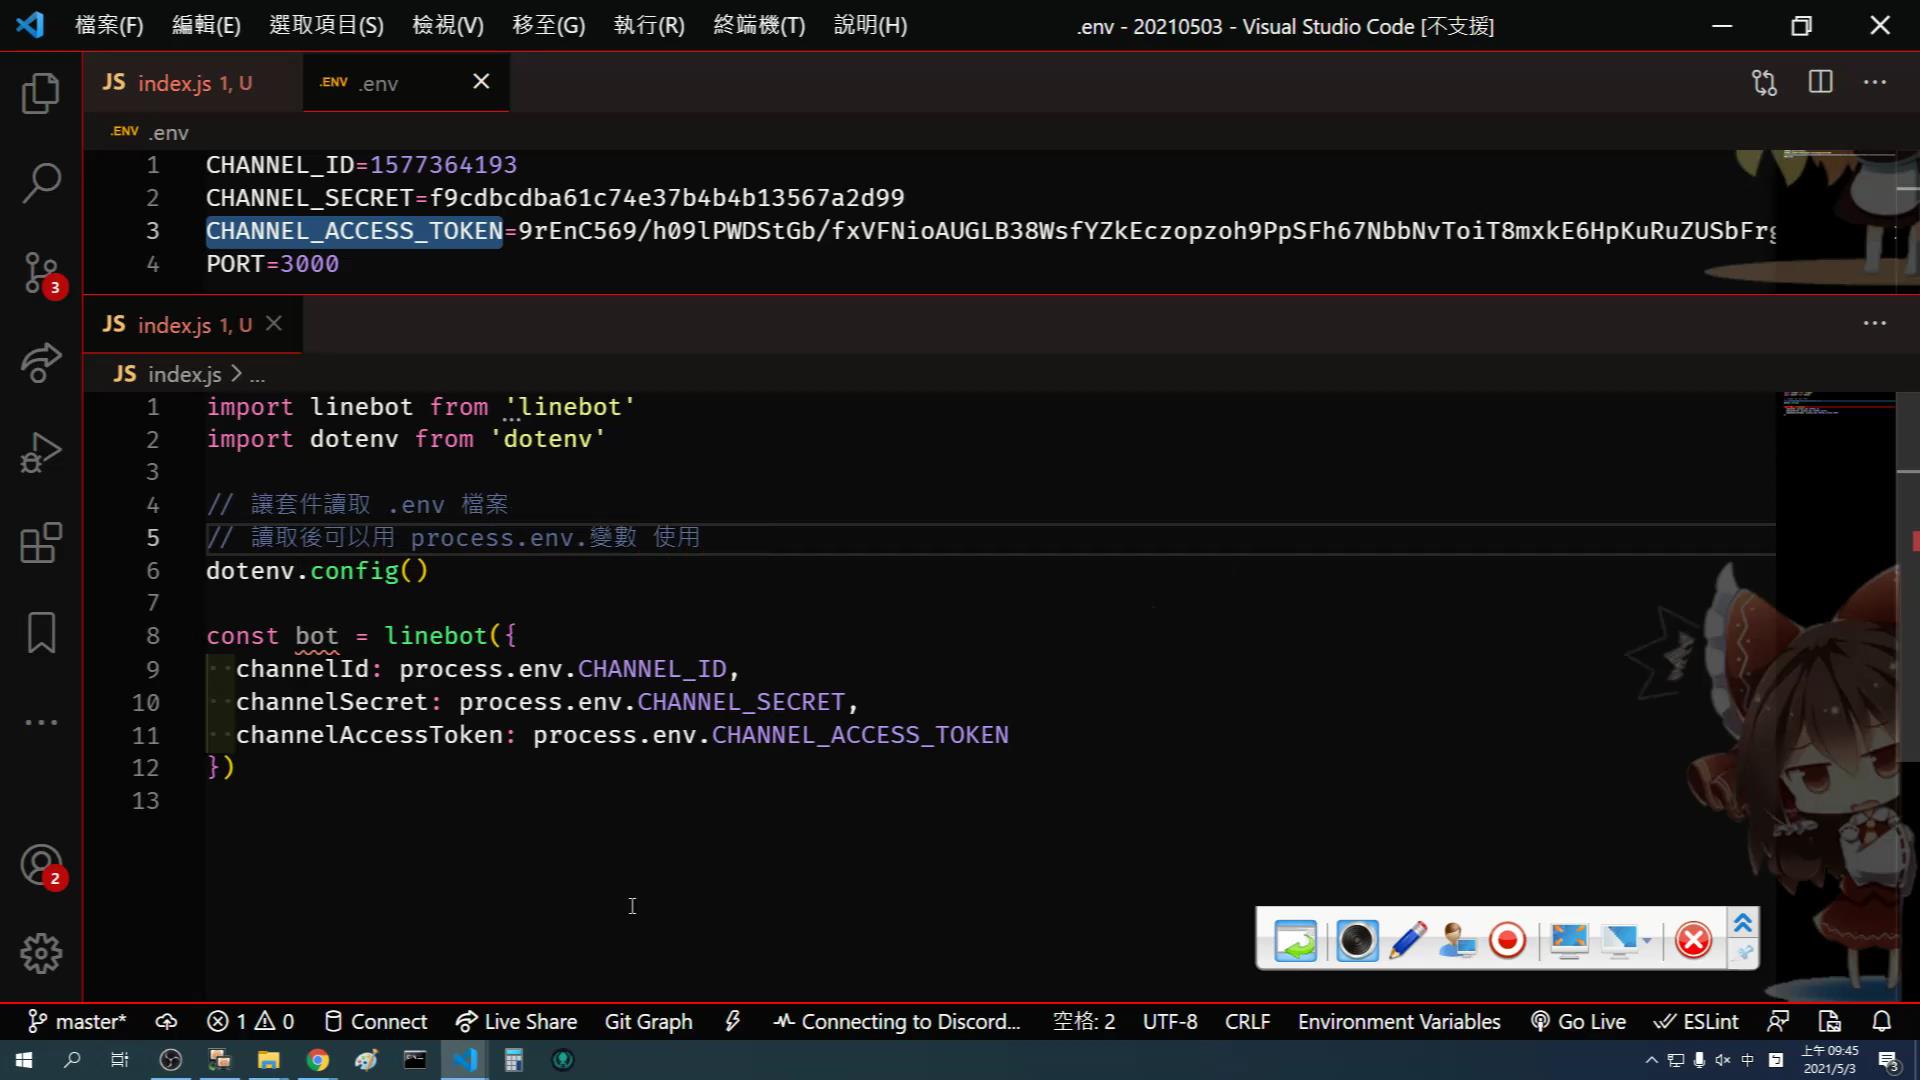 檔案(F) 編輯(E) 選取項目(S) 檢視(V) 移至(G) 執行(R) 終端機(T) 說明(H) .env - 20210503 - Visual Studio Code [不支援]
JS index.js 1, U .ENV .env
.ENV .env
1 CHANNEL_ID=1577364193
2 CHANNEL_SECRET=f9cdbcdba61c74e37b4b4b13567a2d99
3 CHANNEL_ACCESS_TOKEN=9rEnC569/h09lPWDStGb/fxVFNioAUGLB38WsfYZkEczopzoh9PpSFh67NbbNvToiT8mxkE6HpKuRuZUSbFrg
4 PORT=3000
3
JS index.js 1, U
JS index.js > ...
1 import linebot from 'linebot'
2 import dotenv from 'dotenv'
3
4 // 讓套件讀取 .env 檔案
5 // 讀取後可以用 process.env.變數 使用
6 dotenv.config()
7
8 const bot = linebot({
9 channelId: process.env.CHANNEL_ID,
10 channelSecret: process.env.CHANNEL_SECRET,
11 channelAccessToken: process.env.CHANNEL_ACCESS_TOKEN
12 })
13
2
master* 1 0 Connect Live Share Git Graph Connecting to Discord... 空格: 2 UTF-8 CRLF Environment Variables Go Live ESLint
中 上午 09:45
2021/5/3
3